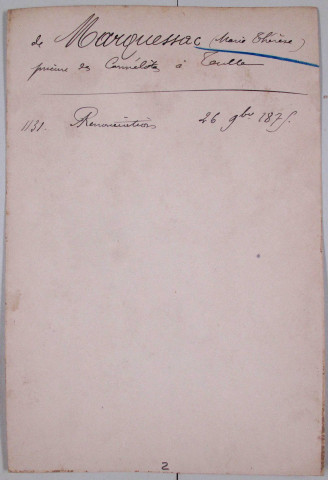 de Marquessac (Marie Thérèse)
prieure des Carmélites à Tulle
1131. Renonciation 26 9bre 1875.
2